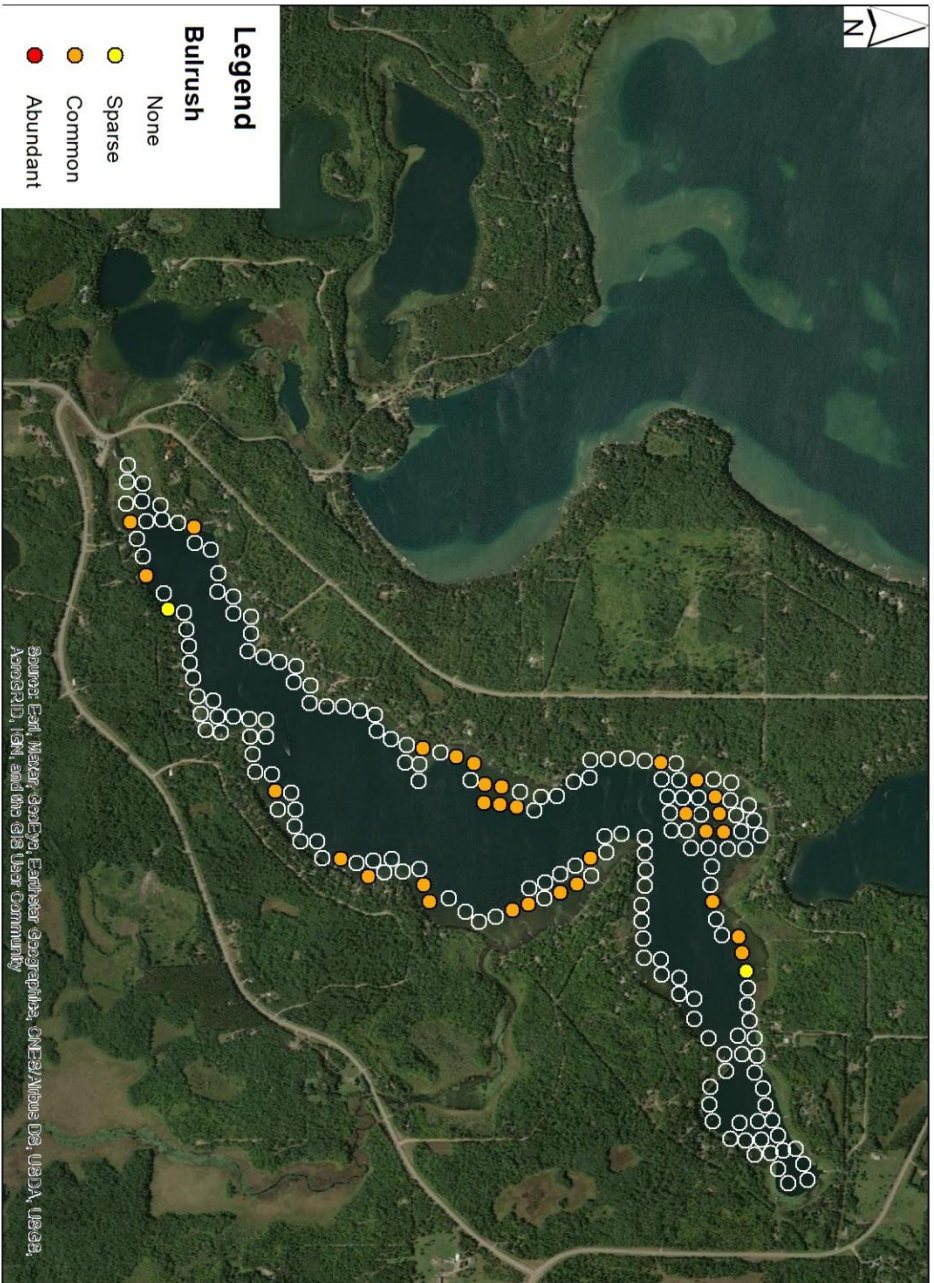 N
Legend
Bulrush
None
Sparse
Common
Abundant
Source: Esri, Maxar, GeoEye, Earthstar Geographics, CNES/Airbus DS, USDA, USGS,
AeroGRID, IGN, and the GIS User Community